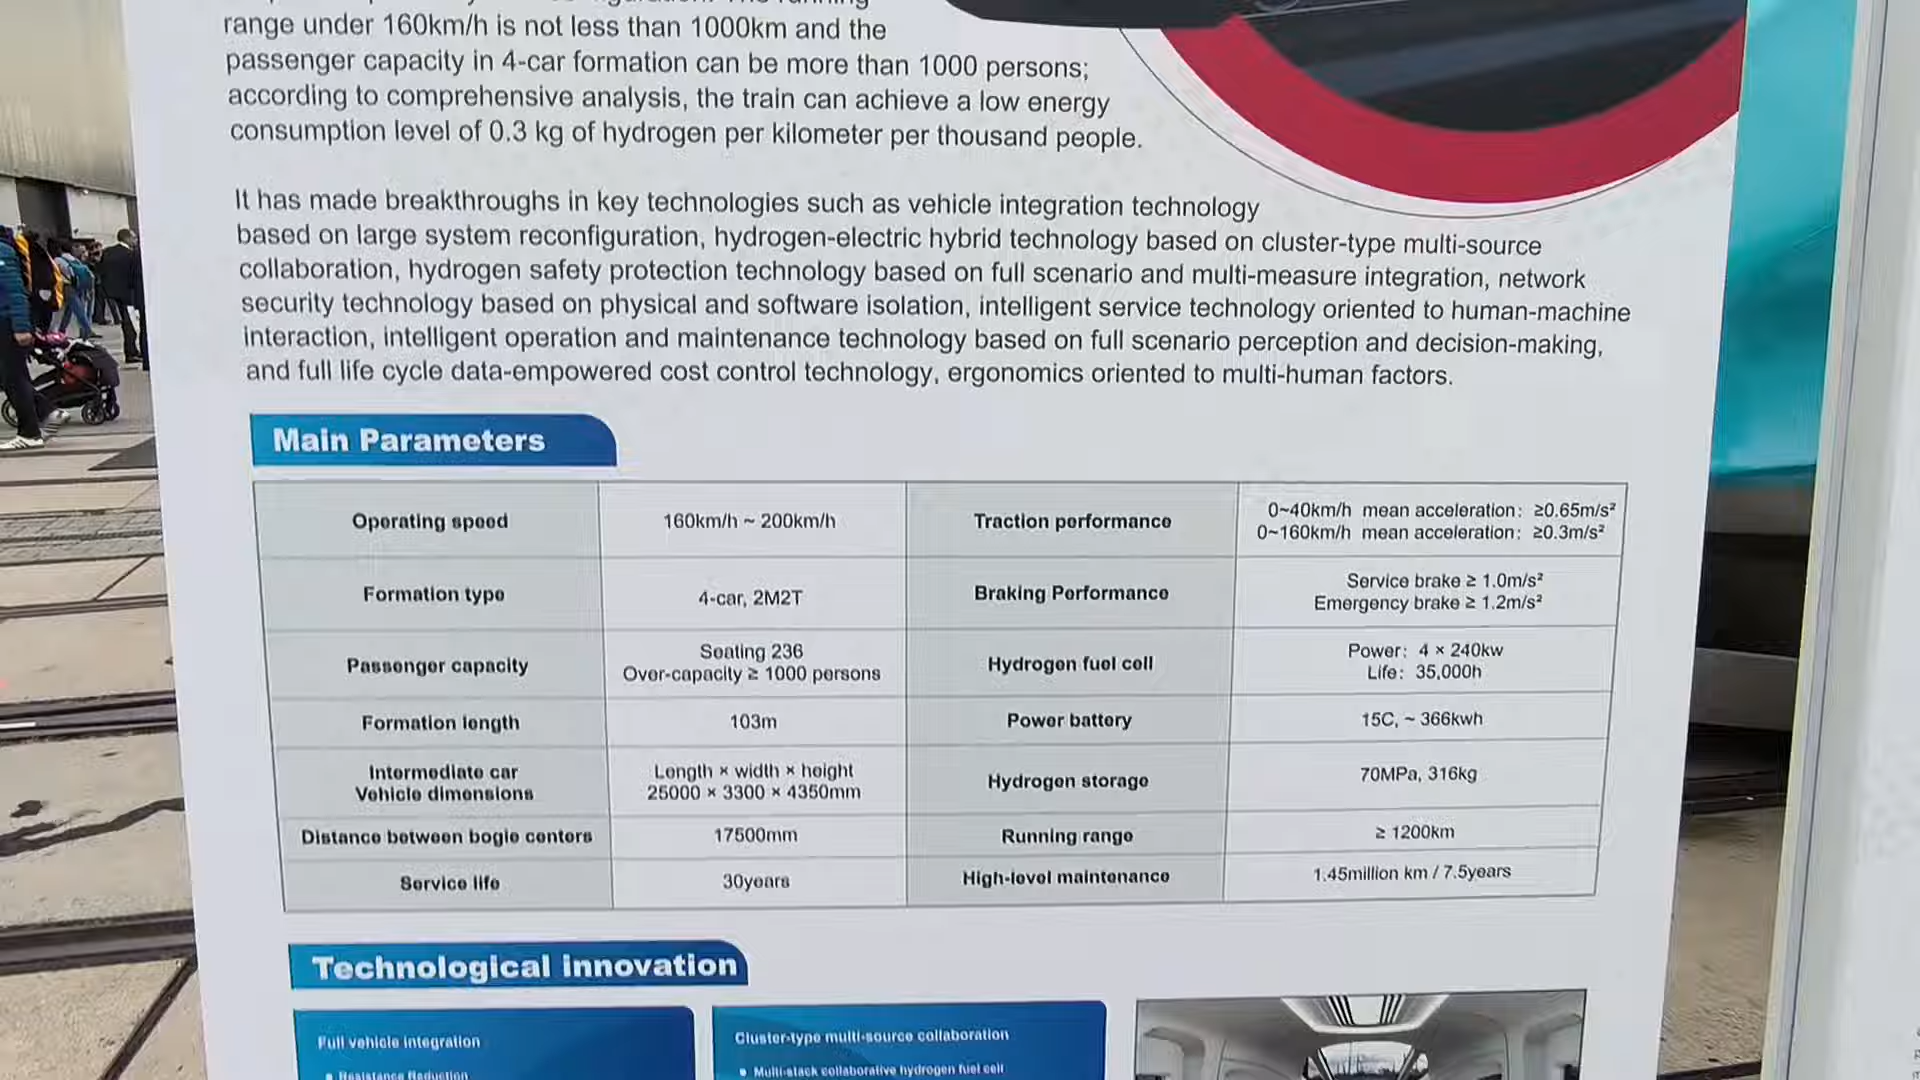 range under 160km/h is not less than 1000km and the
passenger capacity in 4-car formation can be more than 1000 persons;
according to comprehensive analysis, the train can achieve a low energy
consumption level of 0.3 kg of hydrogen per kilometer per thousand people.
It has made breakthroughs in key technologies such as vehicle integration technology
based on large system reconfiguration, hydrogen-electric hybrid technology based on cluster-type multi-source
collaboration, hydrogen safety protection technology based on full scenario and multi-measure integration, network
security technology based on physical and software isolation, intelligent service technology oriented to human-machine
interaction, intelligent operation and maintenance technology based on full scenario perception and decision-making,
and full life cycle data-empowered cost control technology, ergonomics oriented to multi-human factors.
Main Parameters
Operating speed
160km/h ~ 200km/h
Traction performance
0~40km/h mean acceleration: ≥0.65m/s²
0~160km/h mean acceleration: ≥0.3m/s²
Formation type
4-car, 2M2T
Braking Performance
Service brake ≥ 1.0m/s²
Emergency brake ≥ 1.2m/s²
Passenger capacity
Seating 236
Over-capacity ≥ 1000 persons
Hydrogen fuel cell
Power: 4 × 240kw
Life: 35,000h
Formation length
103m
Power battery
15C, ~ 366kwh
Intermediate car
Vehicle dimensions
Length × width × height
25000 × 3300 × 4350mm
Hydrogen storage
70MPa, 316kg
Distance between bogie centers
17500mm
Running range
≥ 1200km
Service life
30years
High-level maintenance
1.45million km / 7.5years
Technological innovation
Full vehicle integration
• Resistance Reduction
Cluster-type multi-source collaboration
• Multi-stack collaborative hydrogen fuel cell